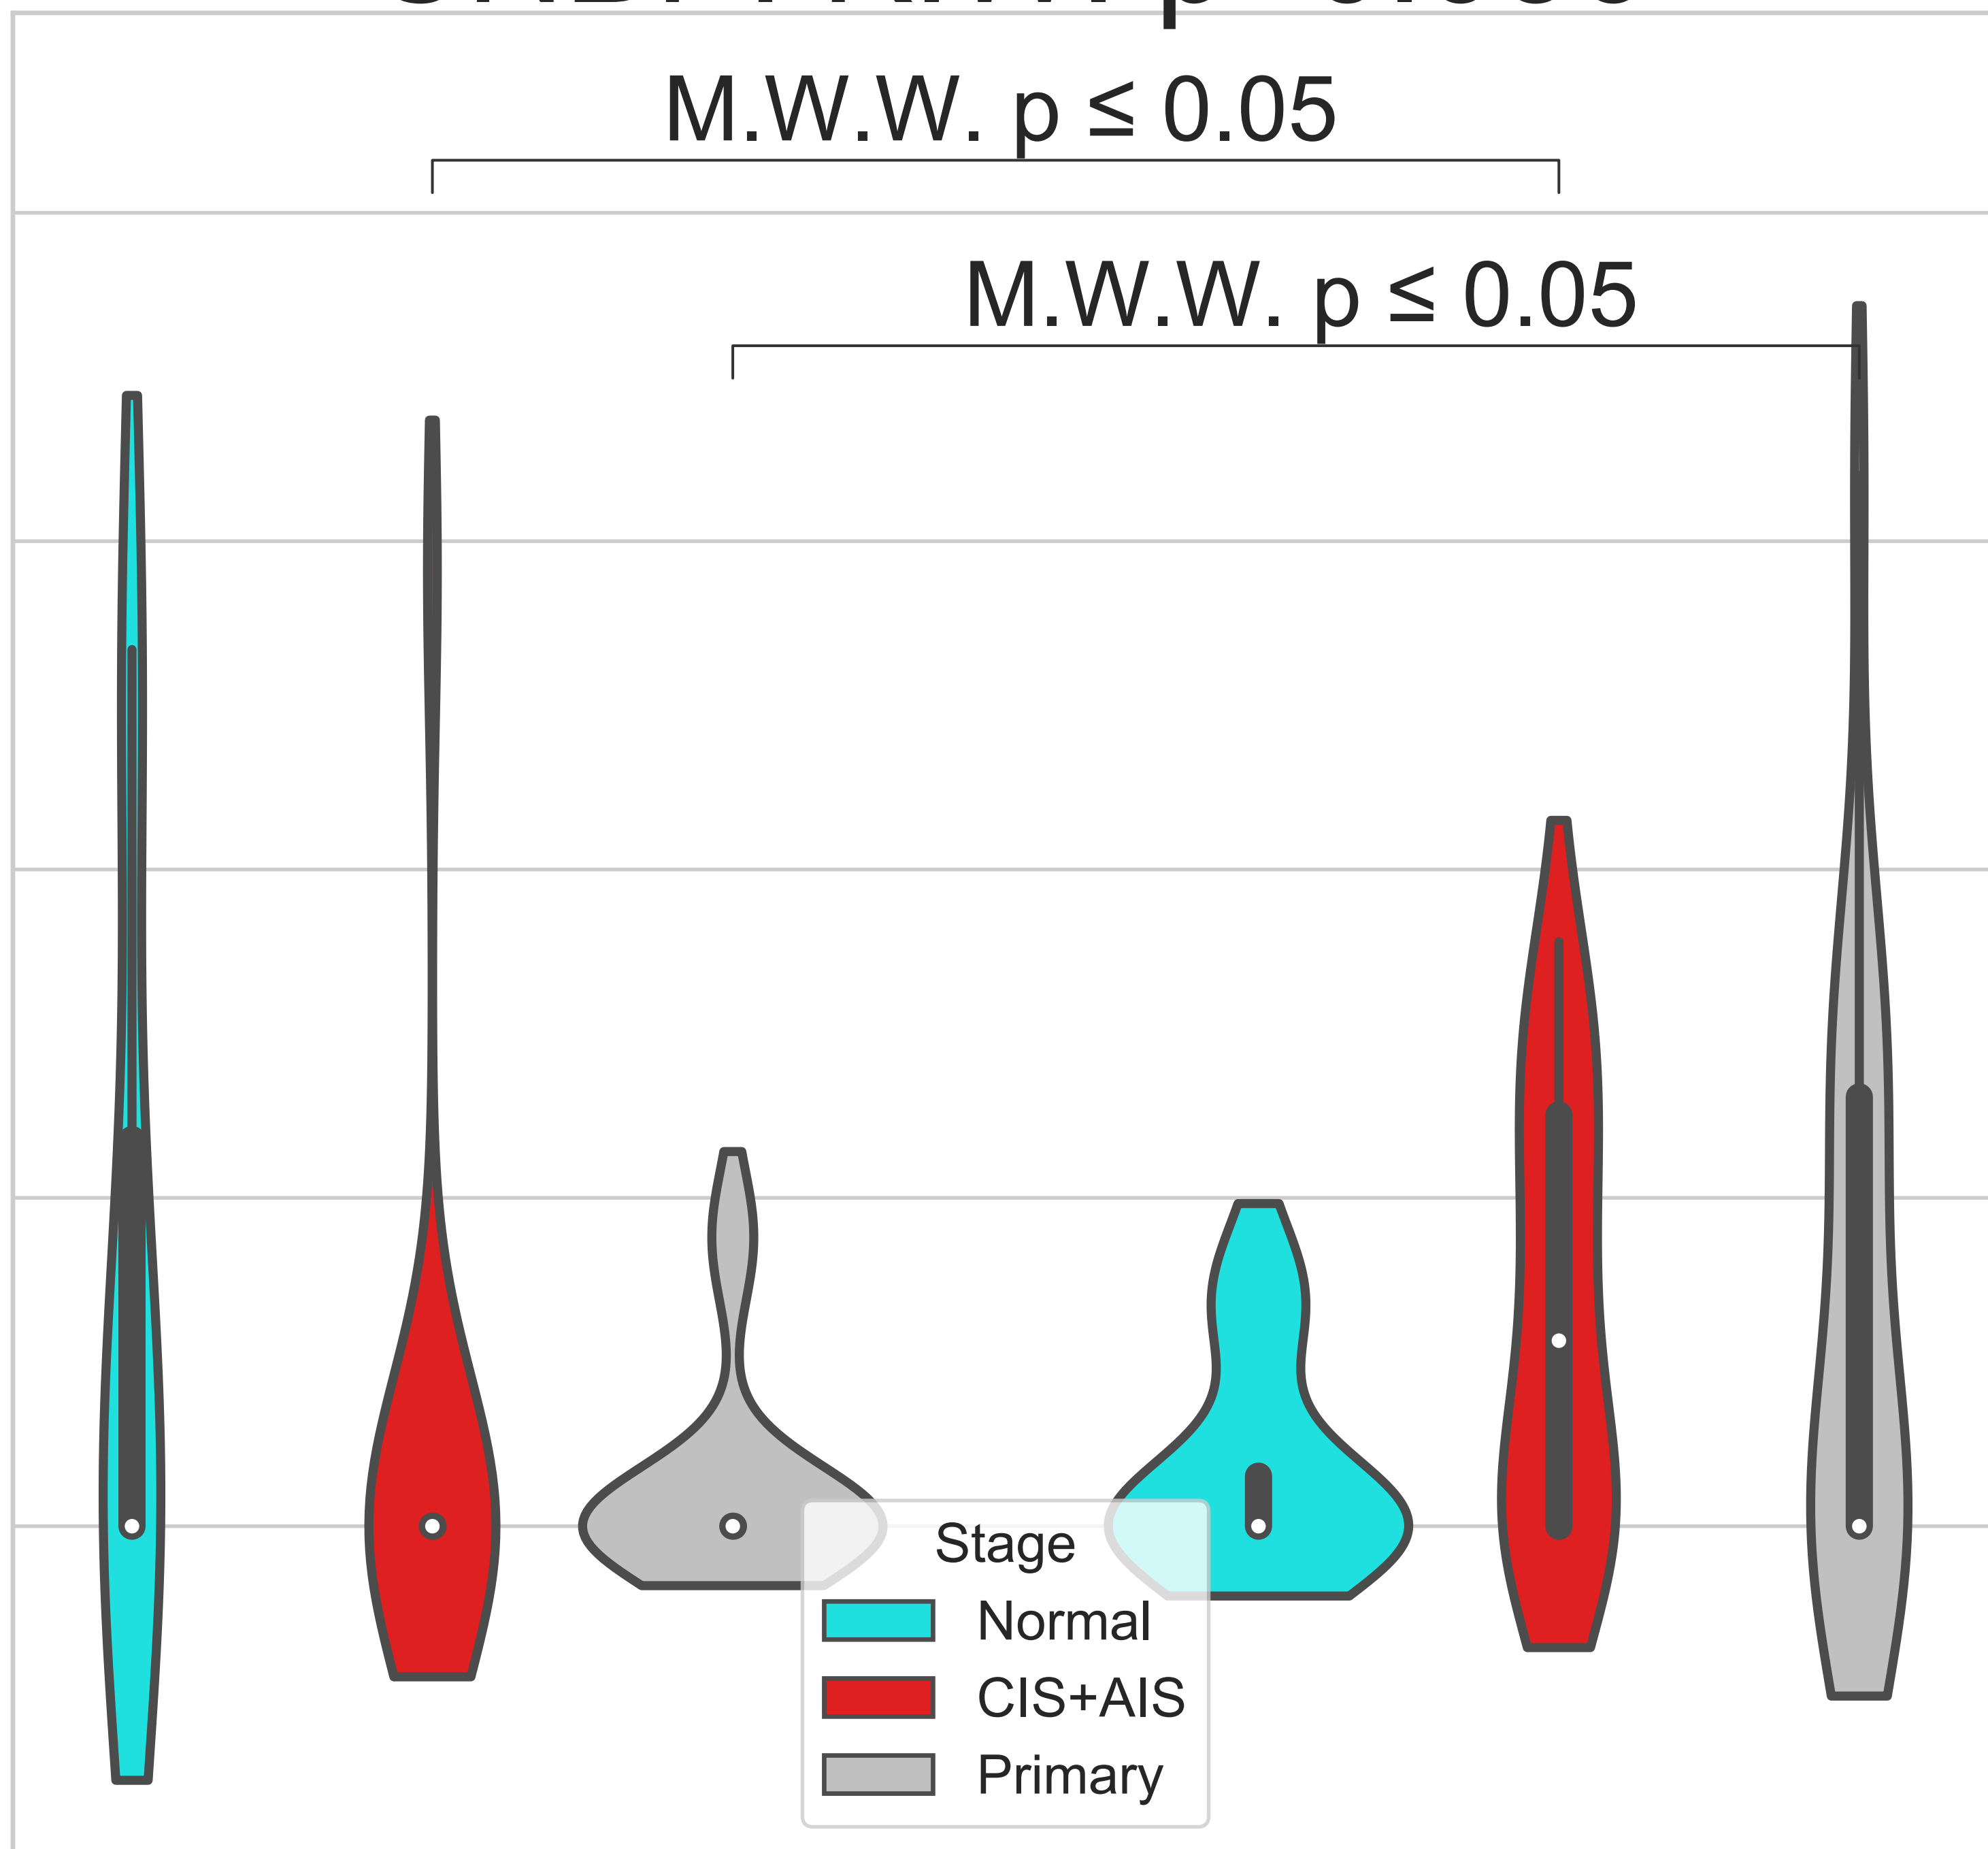 M.W.W. p ≤ 0.05
M.W.W. p ≤ 0.05
Stage
Normal
CIS+AIS
Primary